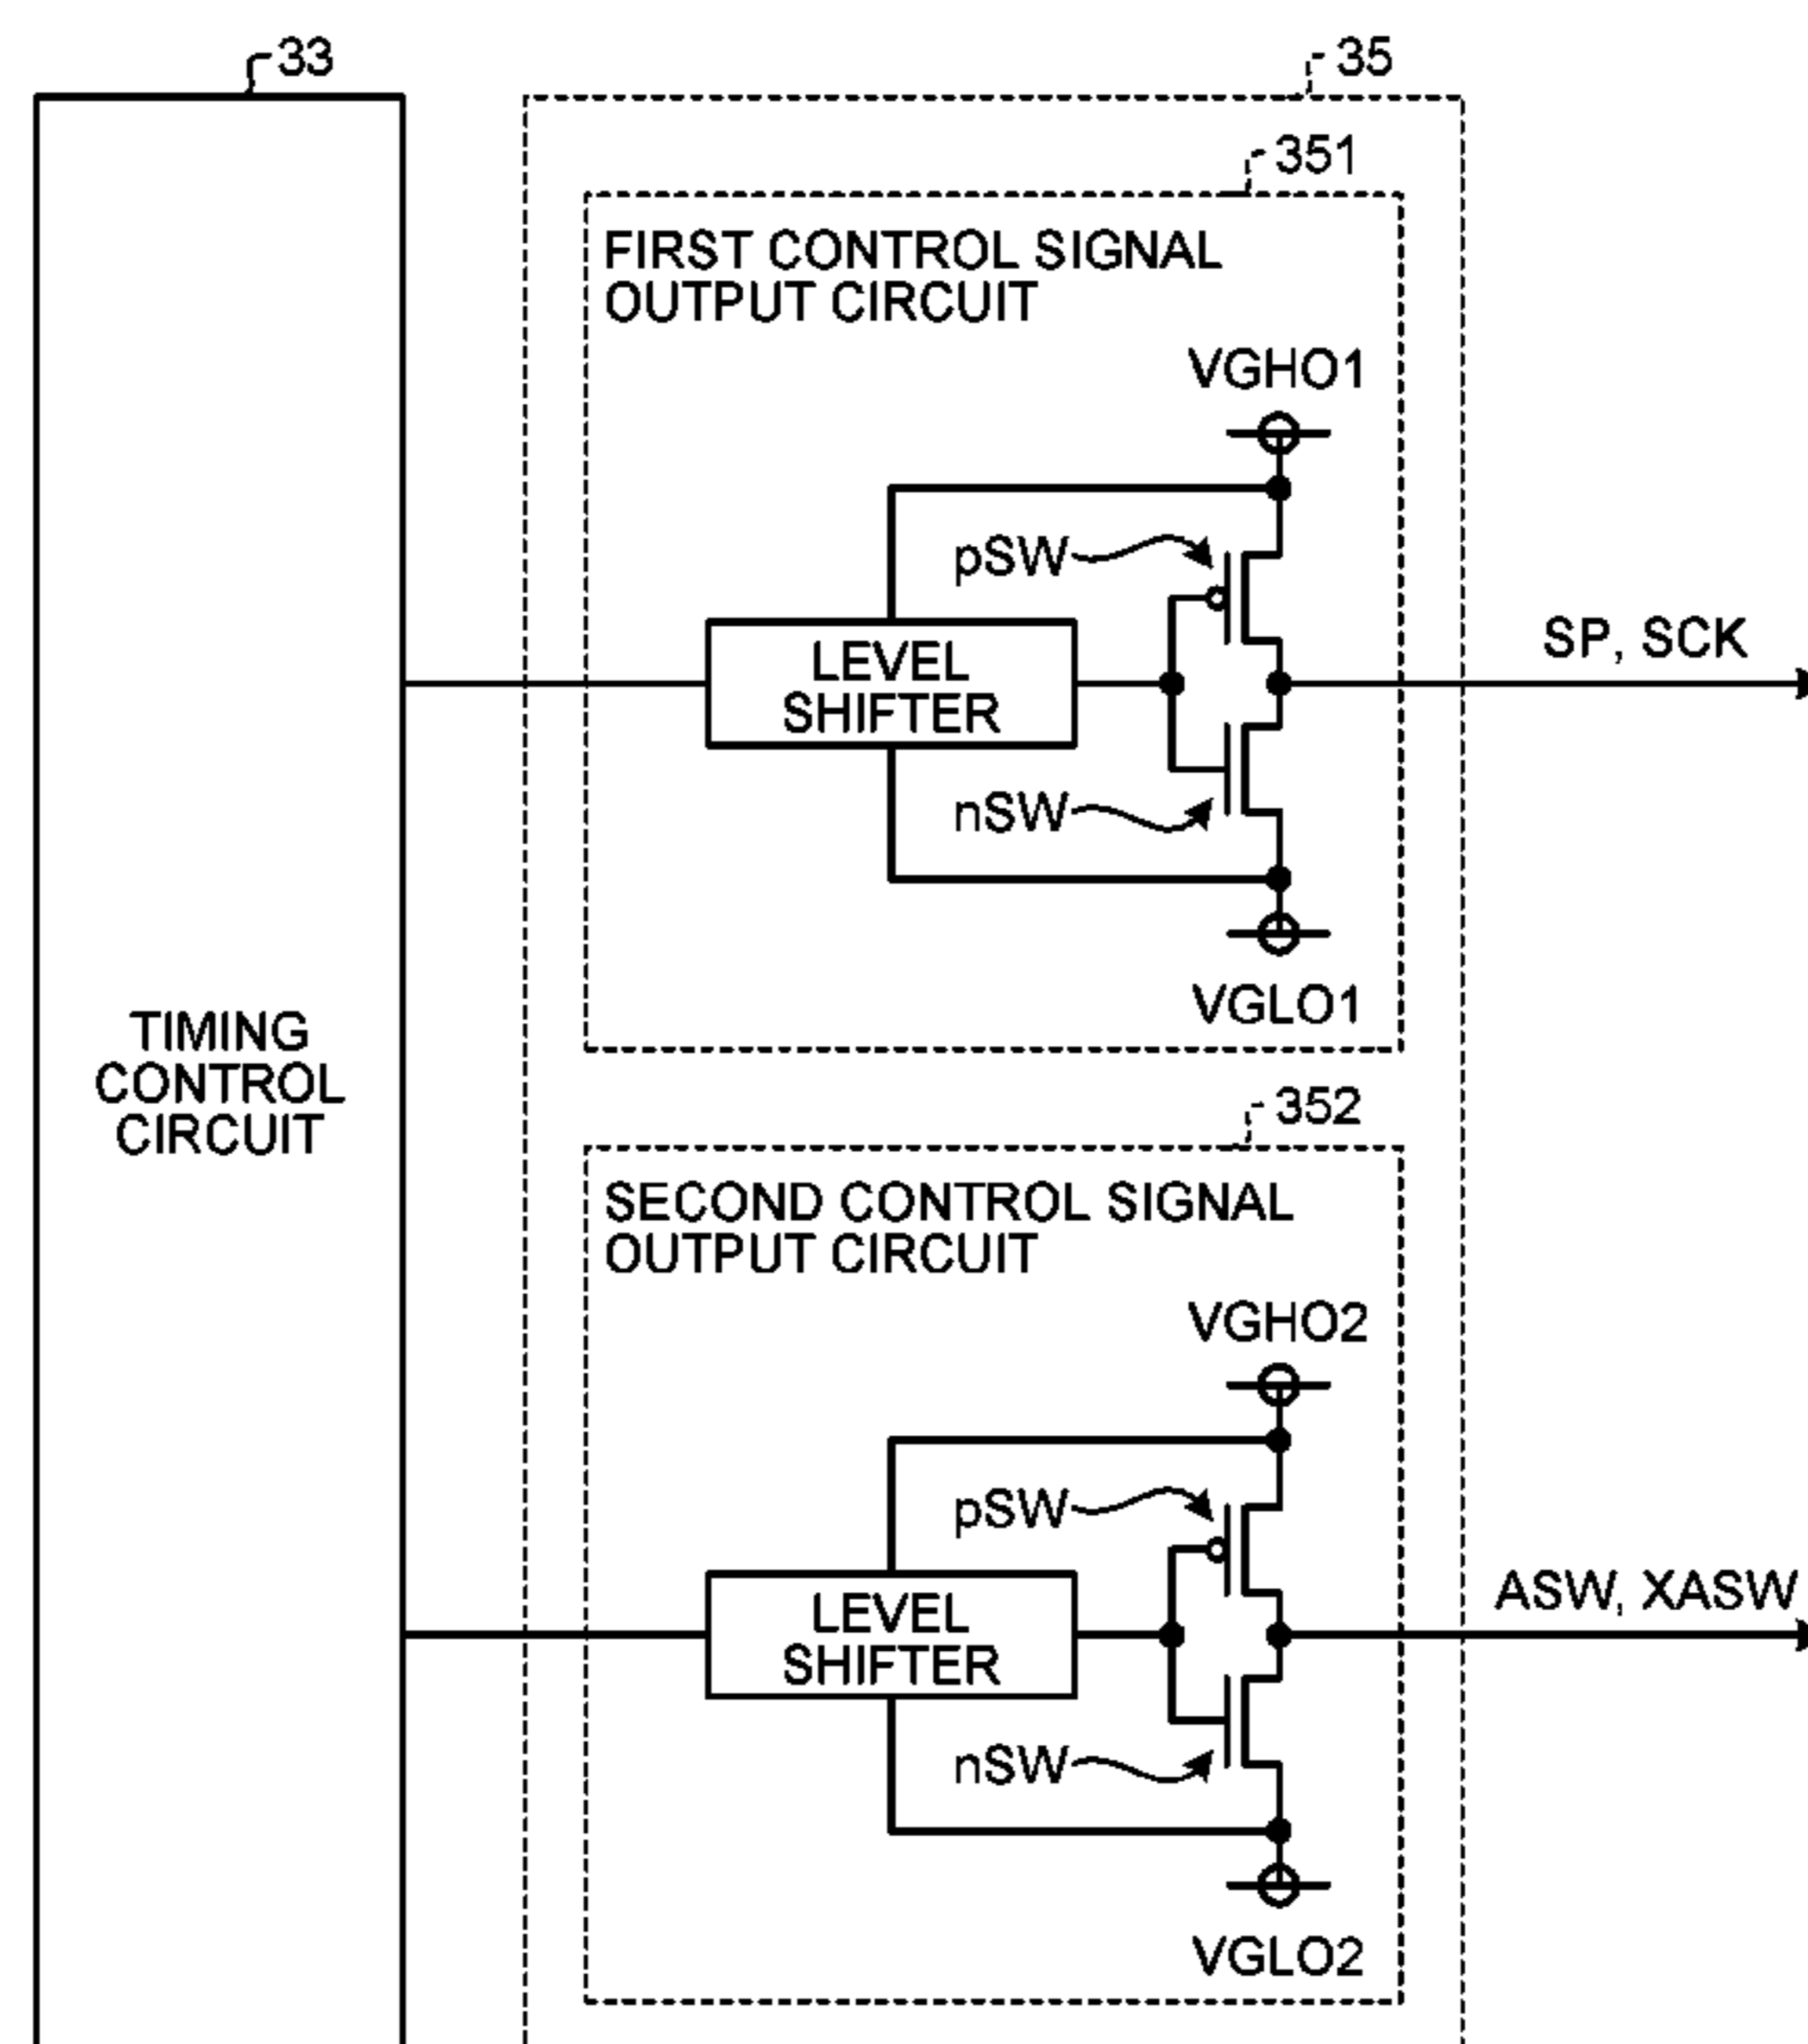 33
35
351
FIRST CONTROL SIGNAL
OUTPUT CIRCUIT
VGHO1
pSW
LEVEL
SHIFTER
SP, SCK
nSW
VGLO1
TIMING
CONTROL
CIRCUIT
352
SECOND CONTROL SIGNAL
OUTPUT CIRCUIT
VGHO2
pSW
LEVEL
SHIFTER
ASW, XASW
nSW
VGLO2